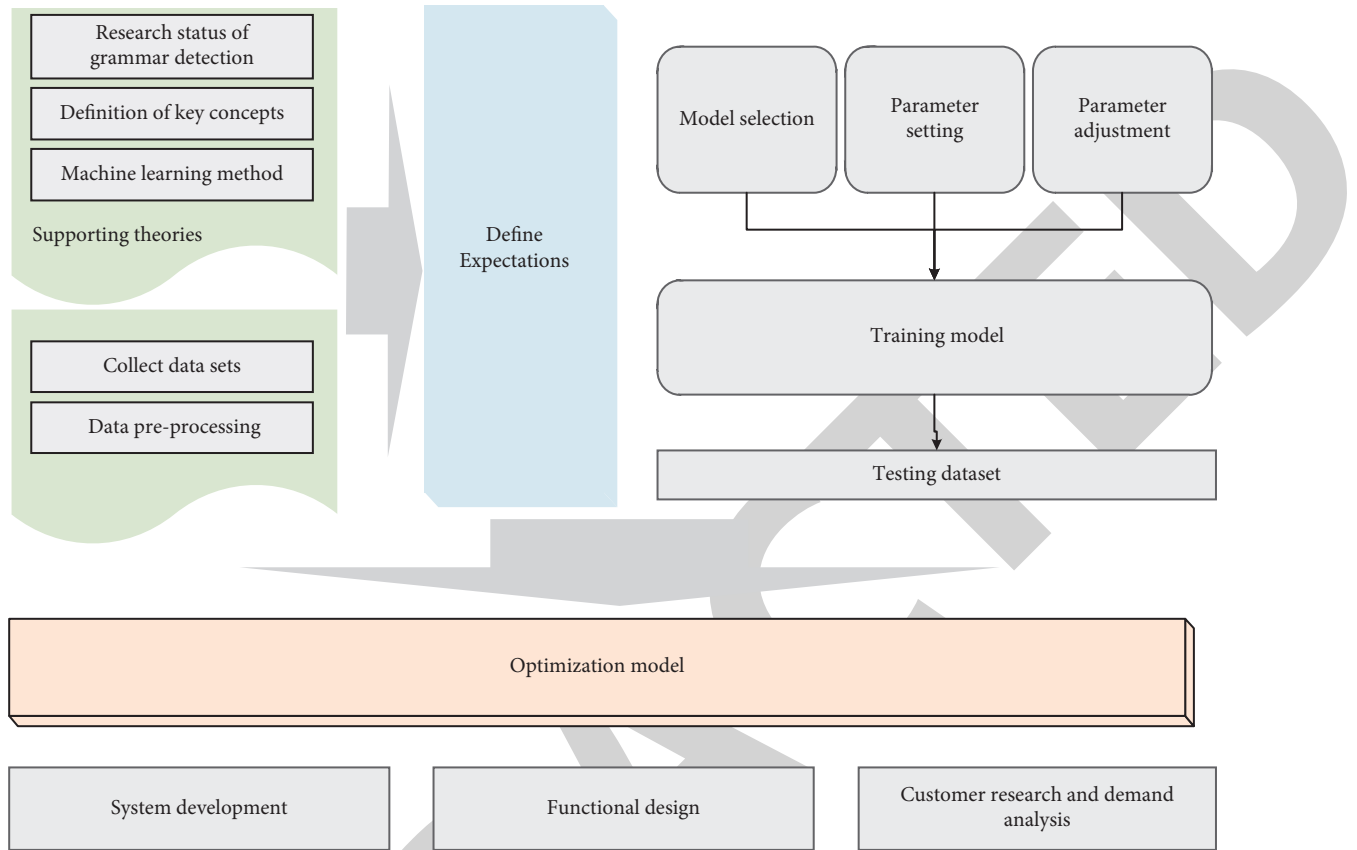 Research status of
grammar detection
Definition of key concepts
Machine learning method
Supporting theories
Collect data sets
Data pre-processing
Define
Expectations
Model selection
Parameter
setting
Parameter
adjustment
Training model
Testing dataset
Optimization model
System development
Functional design
Customer research and demand
analysis